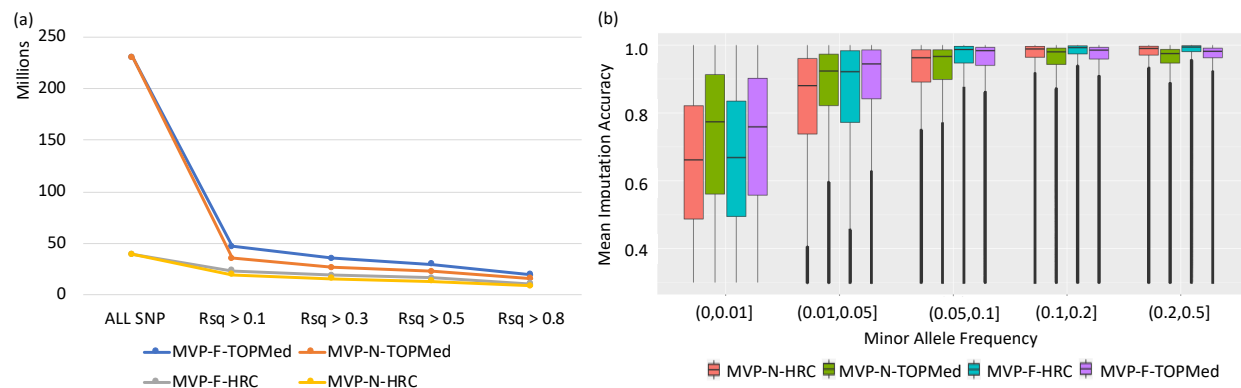 (a)
Millions
250
200
150
100
50
0
ALL SNP Rsq > 0.1 Rsq > 0.3 Rsq > 0.5 Rsq > 0.8
MVP-F-TOPMed MVP-N-TOPMed
MVP-F-HRC MVP-N-HRC
(b)
Mean Imputation Accuracy
1.0
0.8
0.6
0.4
(0,0.01] (0.01,0.05] (0.05,0.1] (0.1,0.2] (0.2,0.5]
Minor Allele Frequency
MVP-N-HRC MVP-N-TOPMed MVP-F-HRC MVP-F-TOPMed